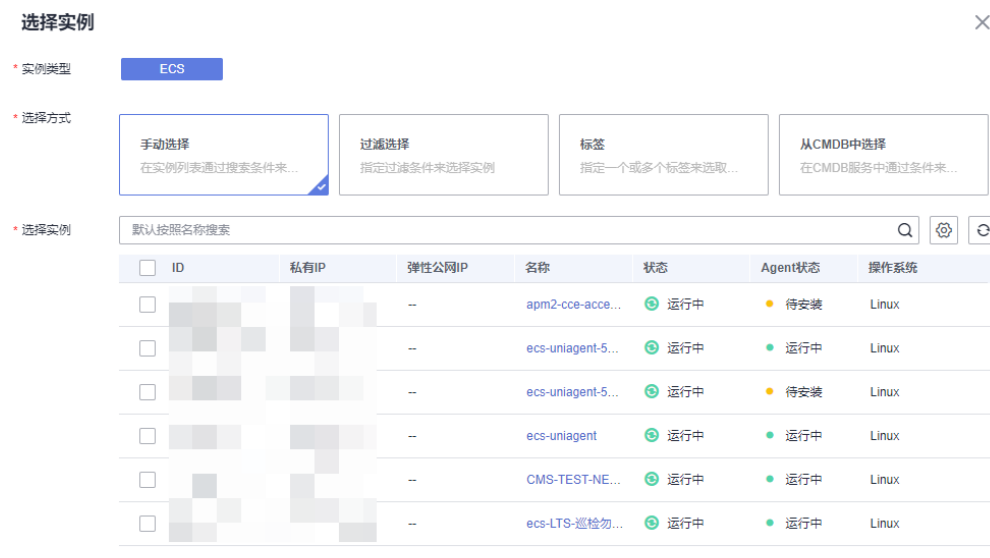 选择实例
* 实例类型
ECS
* 选择方式
手动选择
在实例列表通过搜索条件来...
过滤选择
指定过滤条件来选择实例
标签
指定一个或多个标签来选取...
从CMDB中选择
在CMDB服务中通过条件来...
* 选择实例
默认按照名称搜索
ID 私有IP 弹性公网IP 名称 状态 Agent状态 操作系统
-- apm2-cce-acce... 运行中 待安装 Linux
-- ecs-uniagent-5... 运行中 运行中 Linux
-- ecs-uniagent-5... 运行中 待安装 Linux
-- ecs-uniagent 运行中 运行中 Linux
-- CMS-TEST-NE... 运行中 运行中 Linux
-- ecs-LTS-巡检勿... 运行中 运行中 Linux